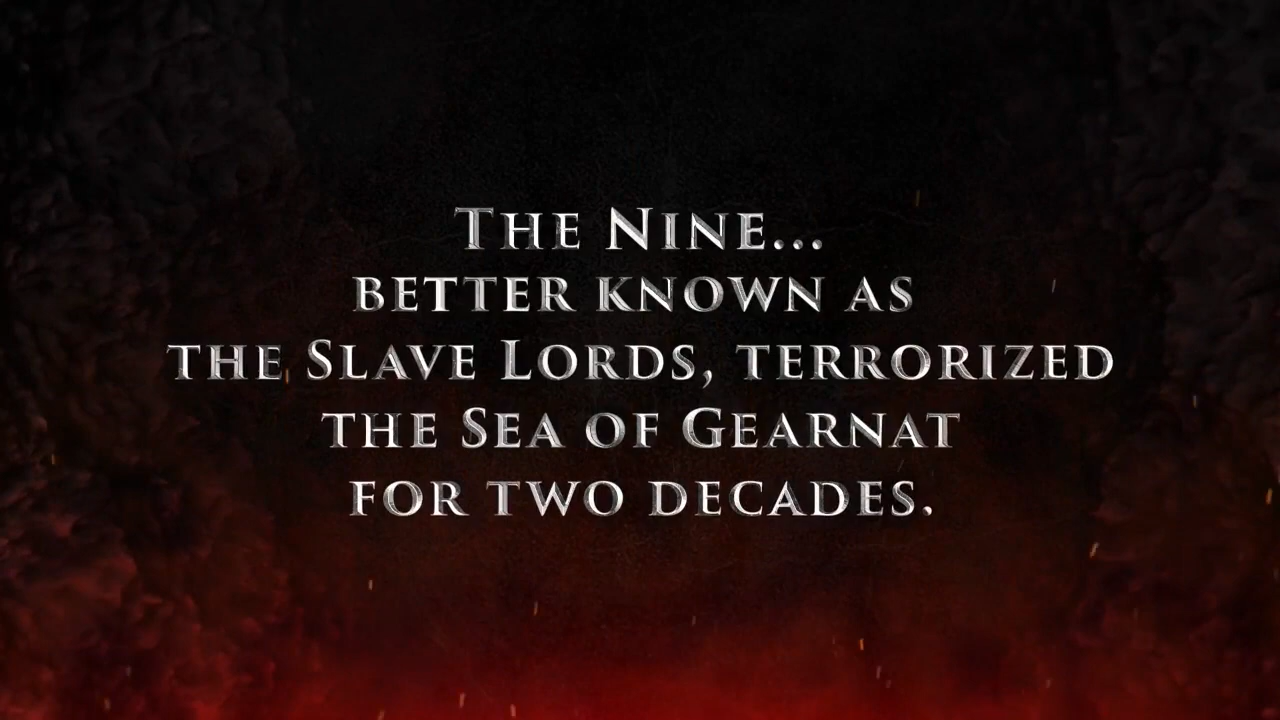 The Nine...
better known as
the Slave Lords, terrorized
the Sea of Gearnat
for two decades.